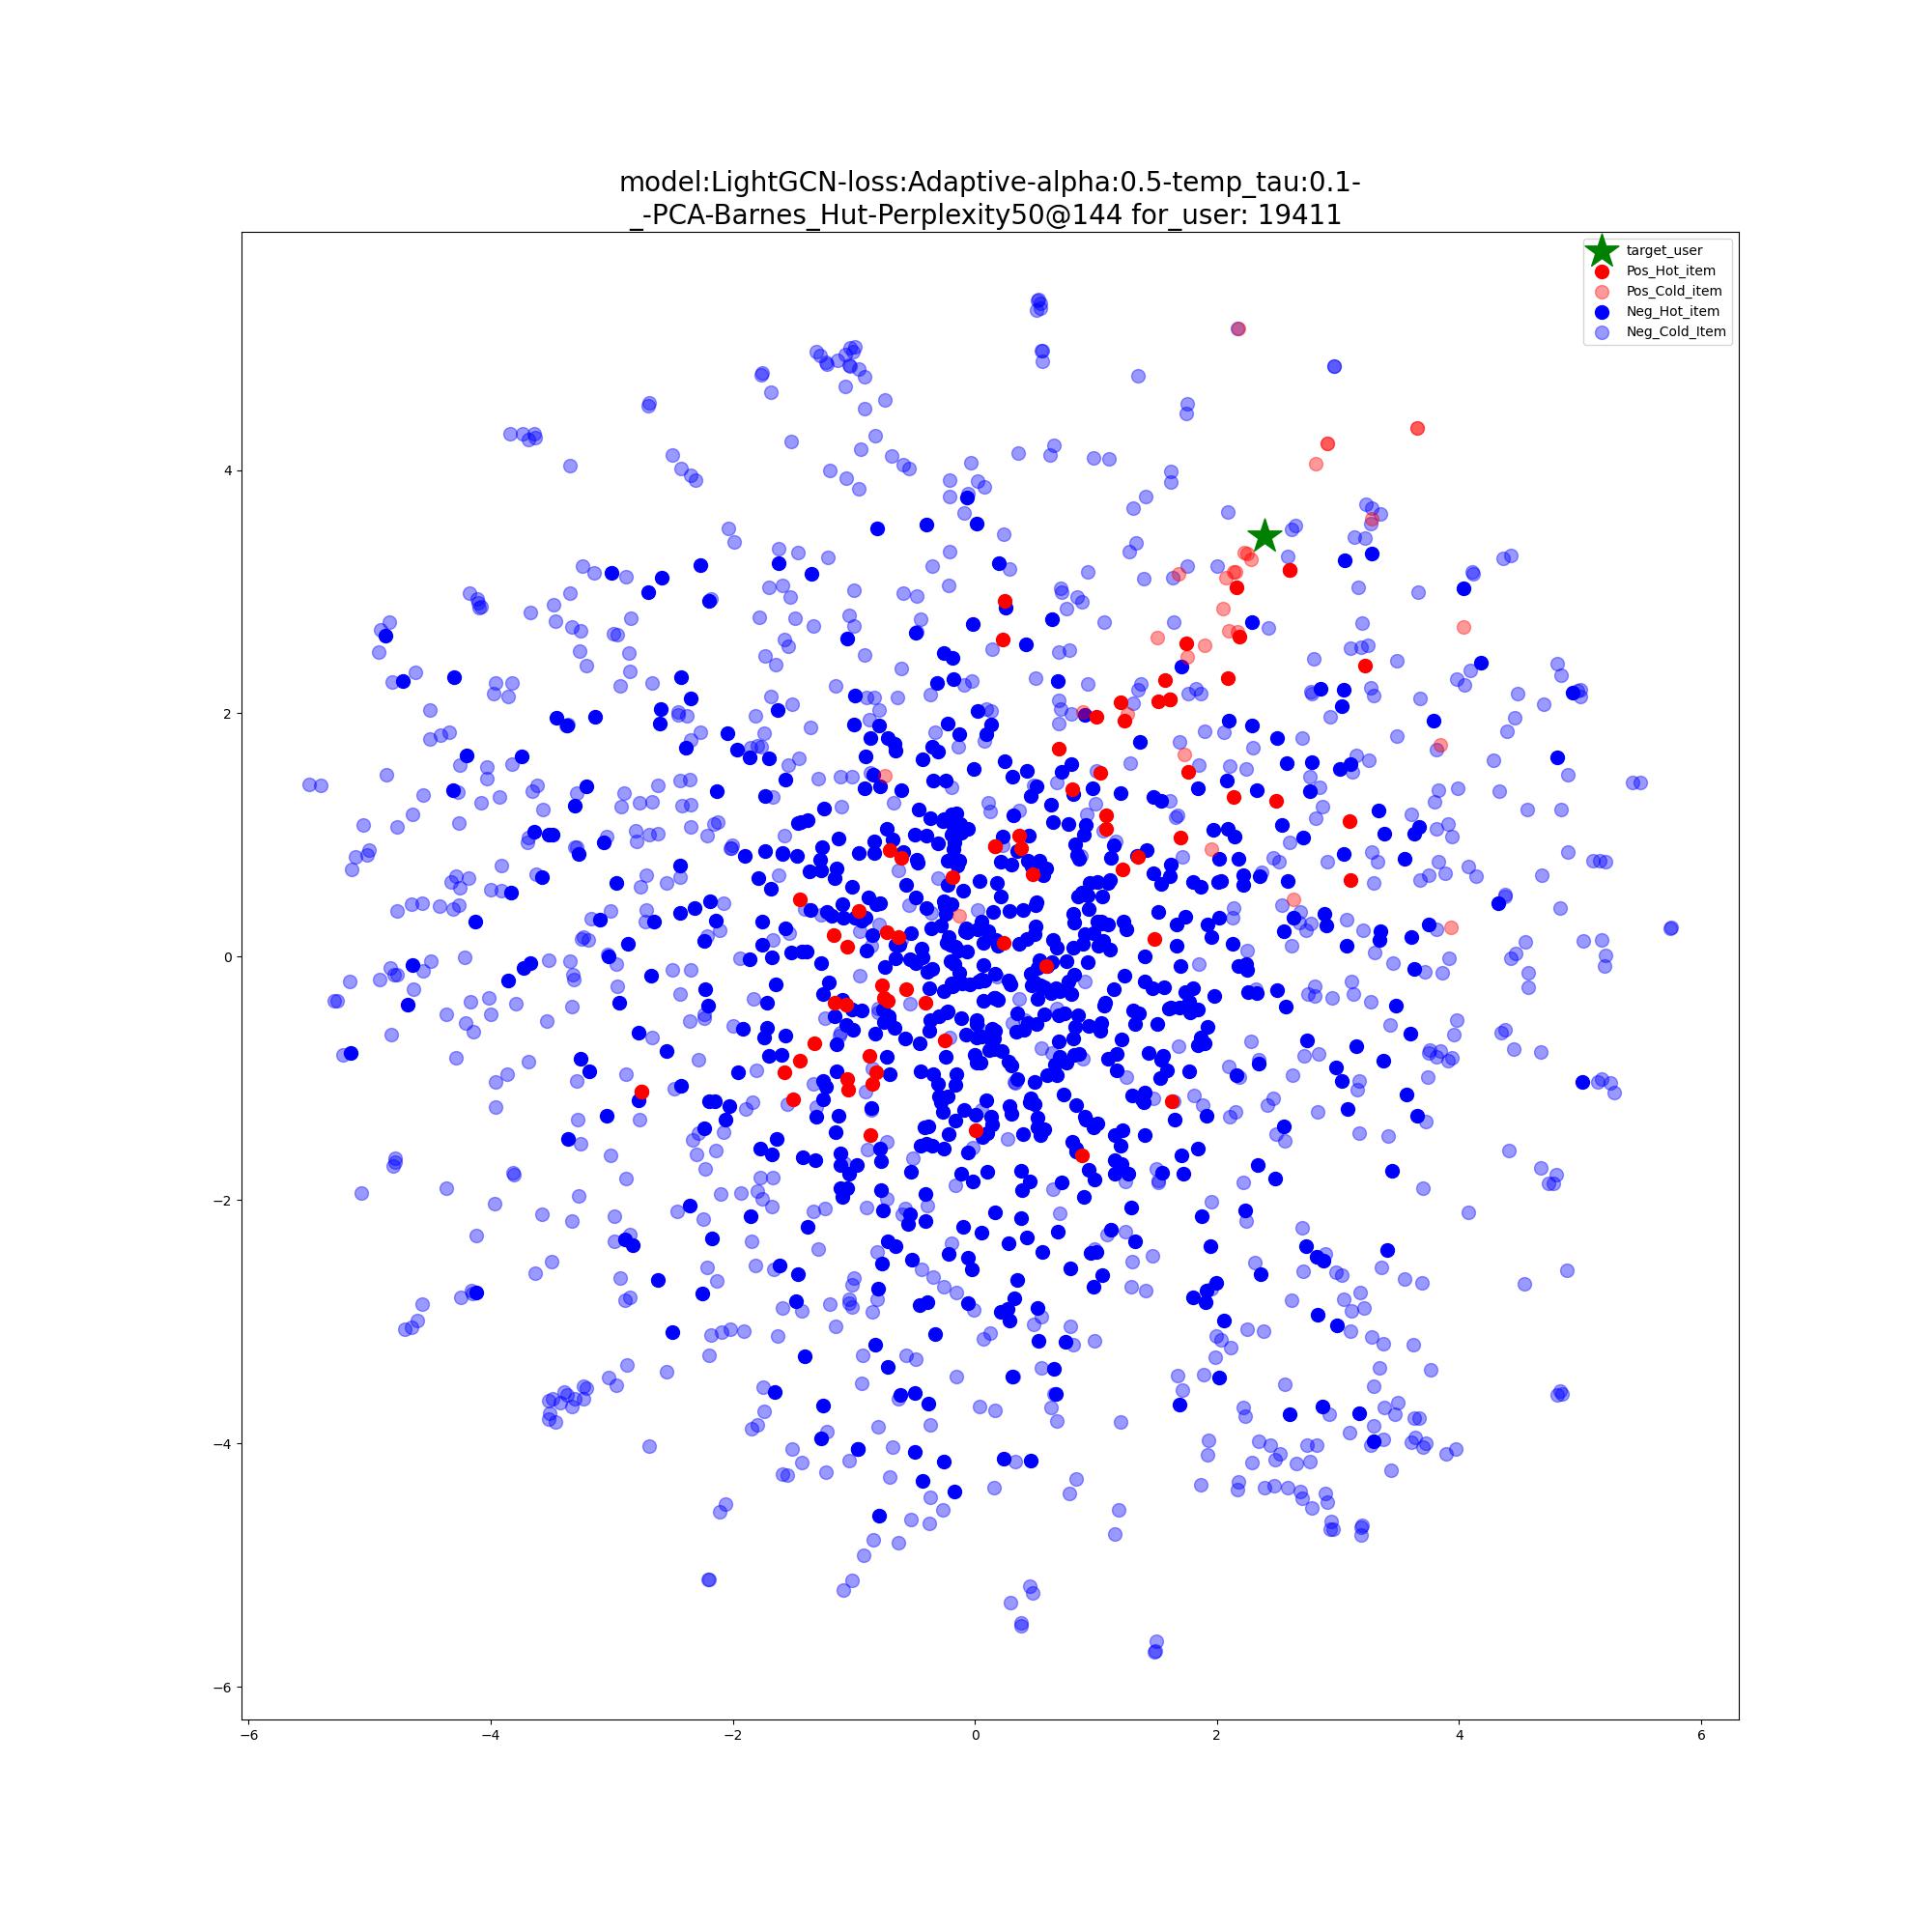 model:LightGCN-loss:Adaptive-alpha:0.5-temp_tau:0.1-
_-PCA-Barnes_Hut-Perplexity50@144 for_user: 19411
target_user
Pos_Hot_item
Pos_Cold_item
Neg_Hot_item
Neg_Cold_Item
4
2
0
−2
−4
−6
−6
−4
−2
0
2
4
6